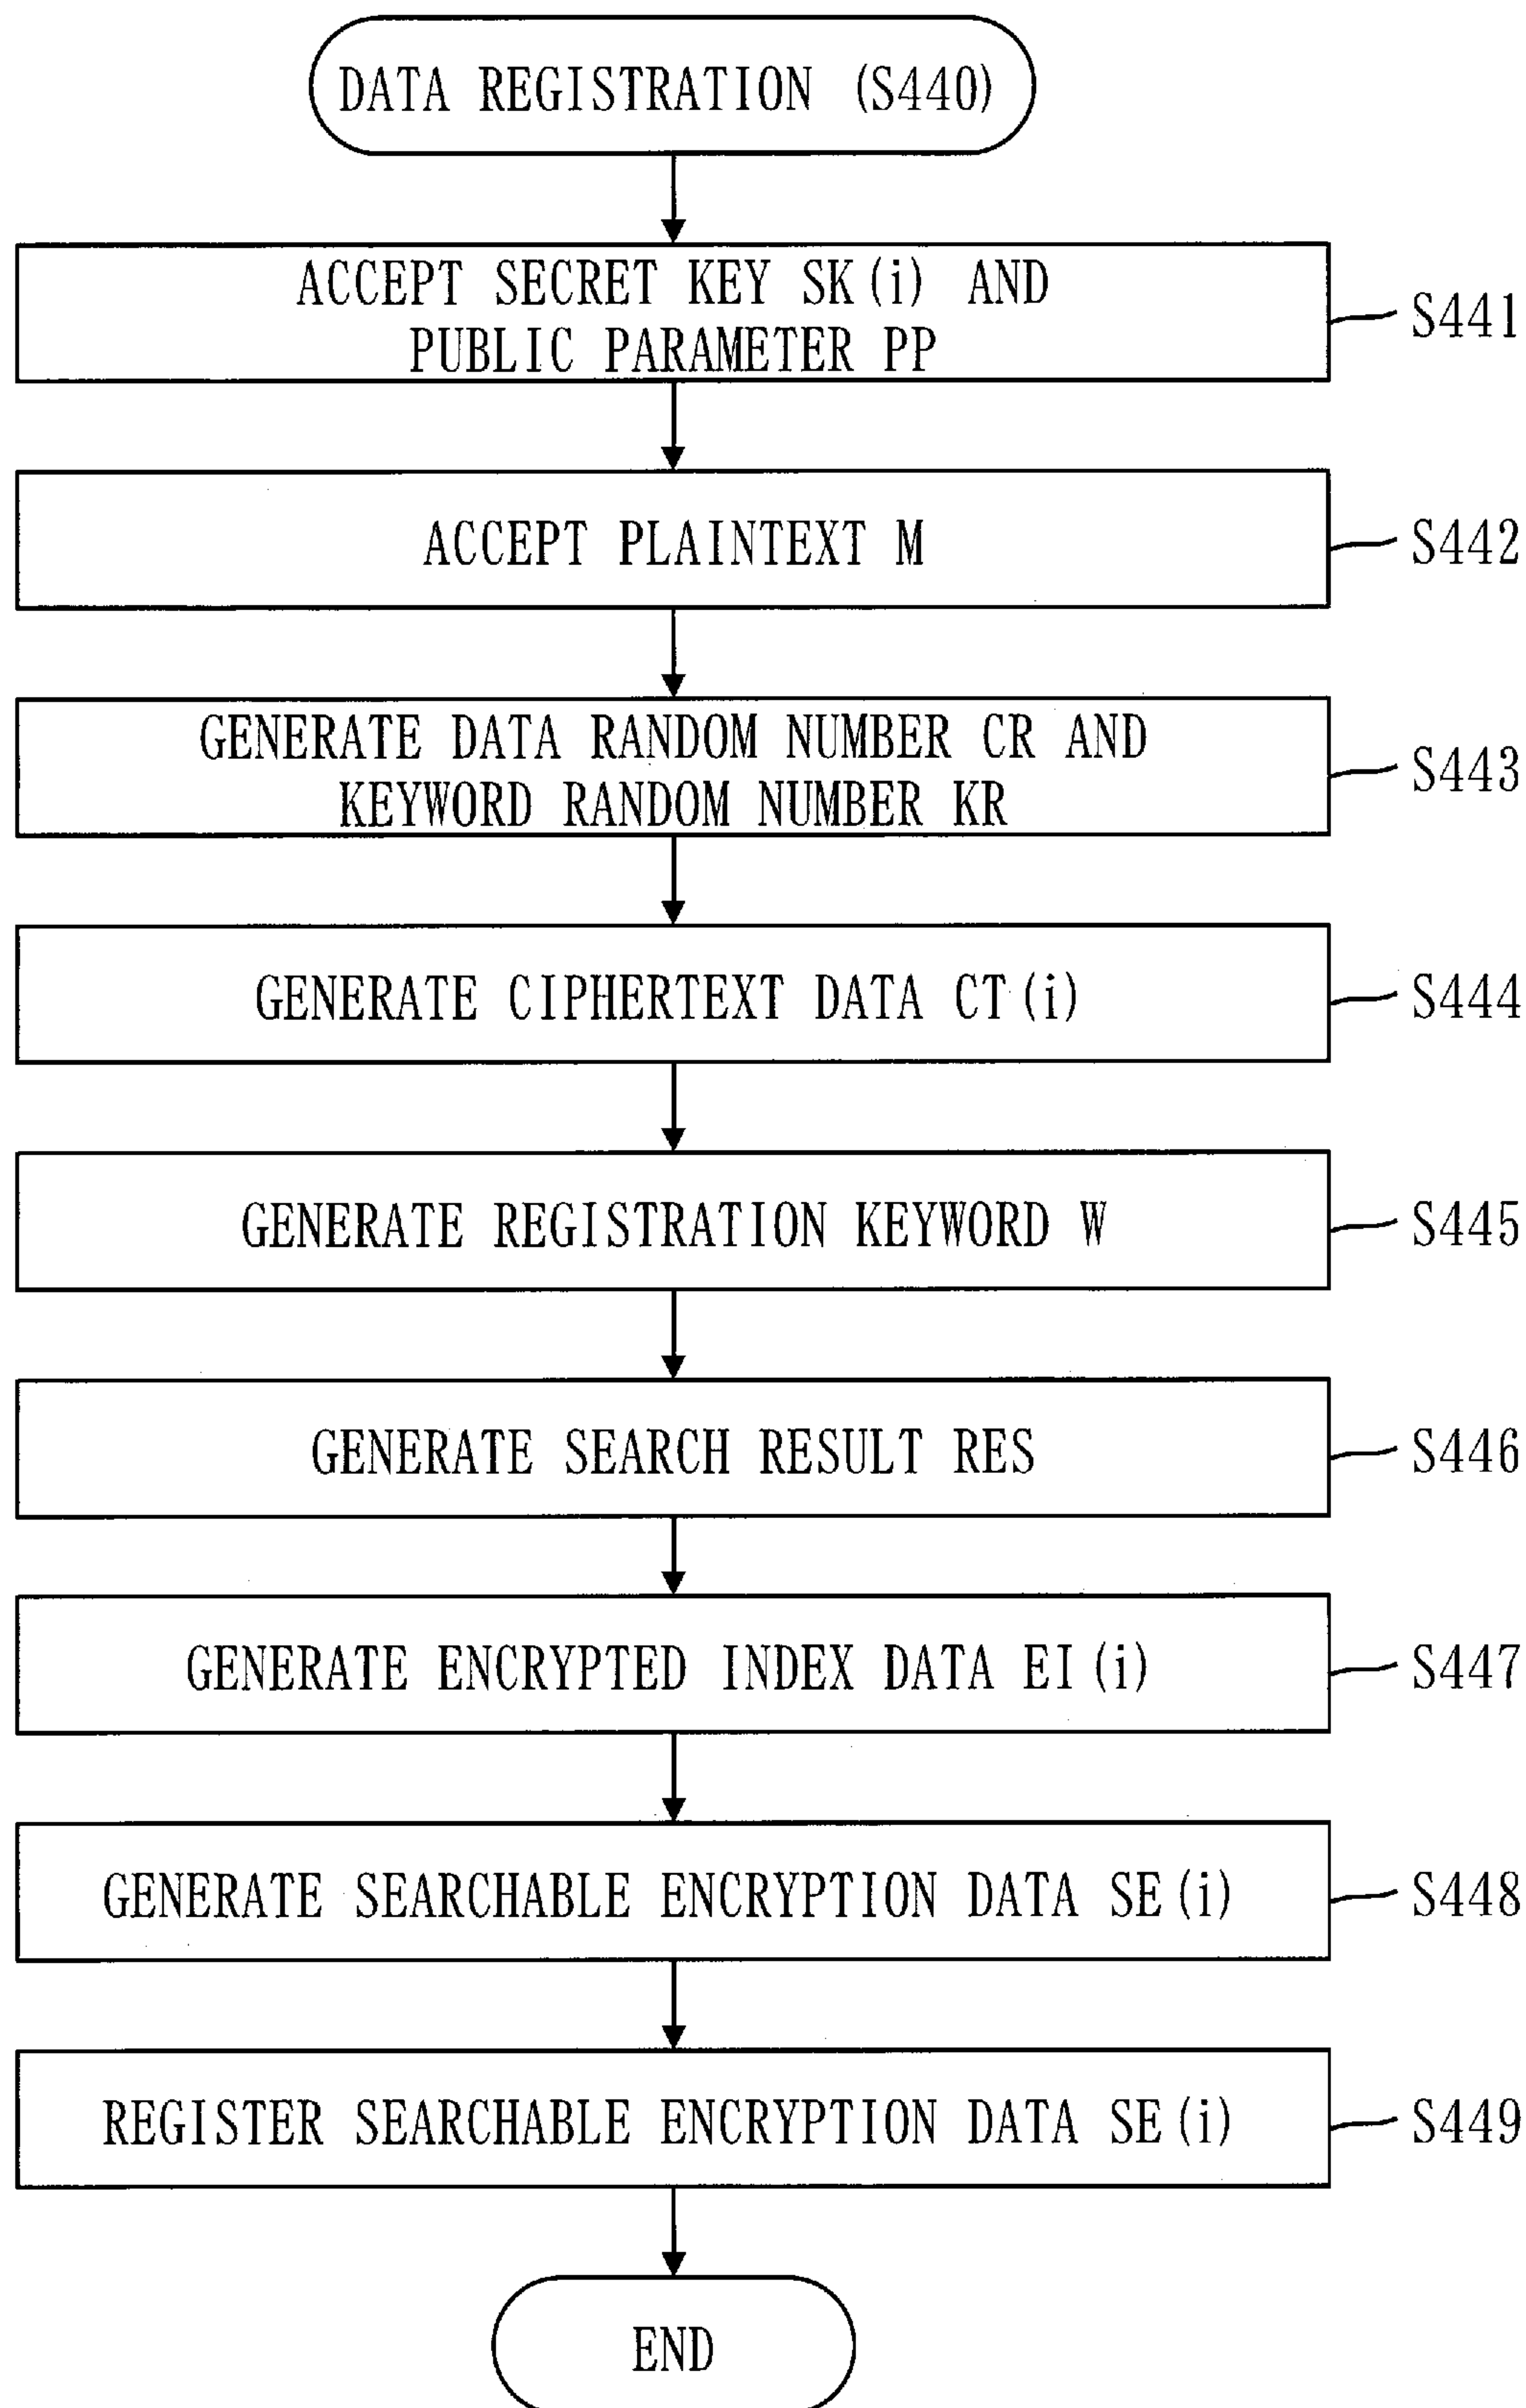 DATA REGISTRATION (S440)
ACCEPT SECRET KEY SK(i) AND
PUBLIC PARAMETER PP
S441
ACCEPT PLAINTEXT M
S442
GENERATE DATA RANDOM NUMBER CR AND
KEYWORD RANDOM NUMBER KR
S443
GENERATE CIPHERTEXT DATA CT(i)
S444
GENERATE REGISTRATION KEYWORD W
S445
GENERATE SEARCH RESULT RES
S446
GENERATE ENCRYPTED INDEX DATA EI(i)
S447
GENERATE SEARCHABLE ENCRYPTION DATA SE(i)
S448
REGISTER SEARCHABLE ENCRYPTION DATA SE(i)
S449
END